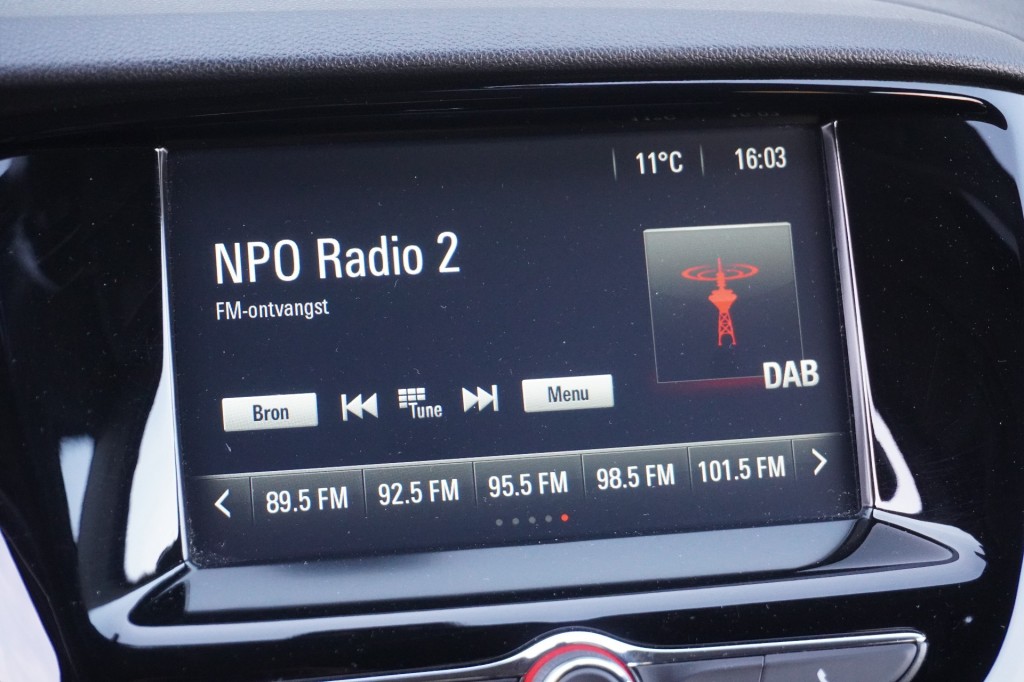 11°C 16:03
NPO Radio 2
FM-ontvangst
DAB
Bron Tune Menu
89.5 FM 92.5 FM 95.5 FM 98.5 FM 101.5 FM